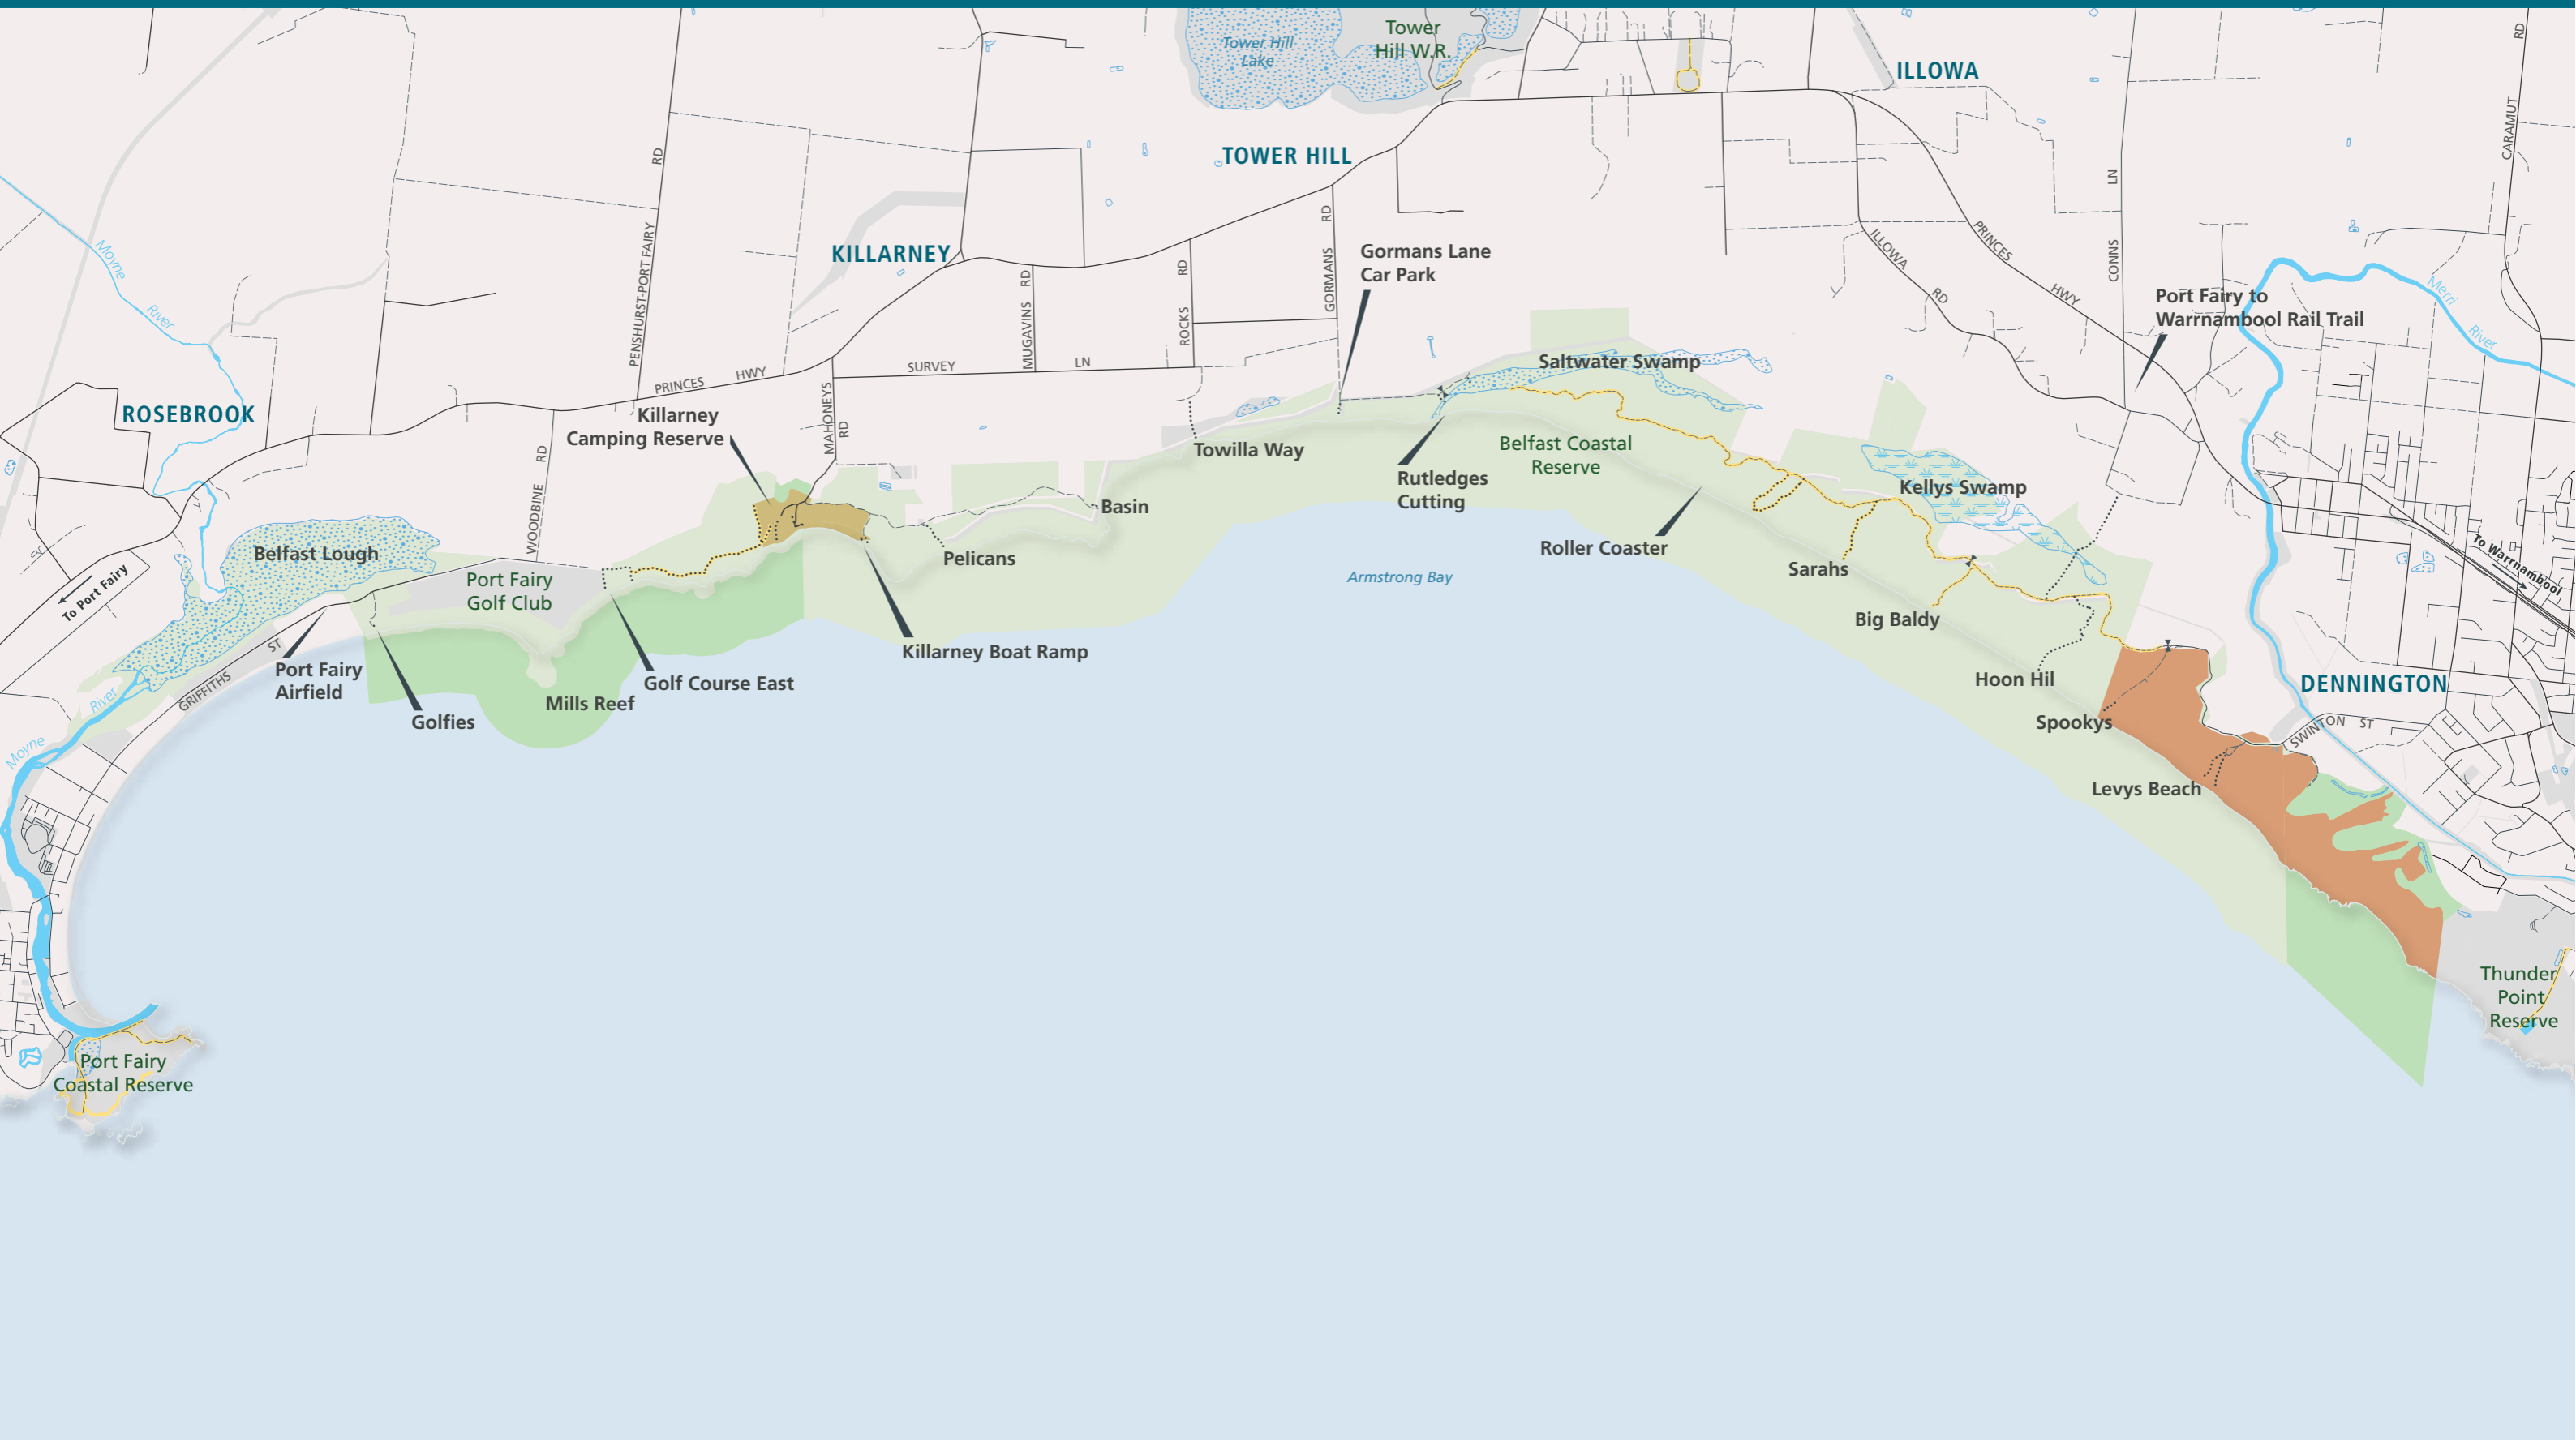 Tower Hill
Lake
Tower
Hill W.R.
ILLOWA
RD
CARAMUT
TOWER HILL
RD
PENSHURST-PORT FAIRY
KILLARNEY
Moyne
River
RD
GORMANS
Gormans Lane
Car Park
LN
CONNS
PRINCES
HWY
ILLOWA
RD
Port Fairy to
Warrnambool Rail Trail
Merri
River
RD
MUGAVINS
RD
ROCKS
SURVEY
LN
PRINCES
HWY
MAHONEYS
RD
Saltwater Swamp
ROSEBROOK
Killarney
Camping Reserve
RD
WOODBINE
Towilla Way
Rutledges
Cutting
Belfast Coastal
Reserve
Kellys Swamp
Basin
Pelicans
Roller Coaster
Sarahs
Armstrong Bay
Big Baldy
Belfast Lough
To Port Fairy
Port Fairy
Golf Club
To Warrnambool
Killarney Boat Ramp
ST
GRIFFITHS
Port Fairy
Airfield
Golf Course East
Mills Reef
Golfies
Hoon Hil
DENNINGTON
Spookys
SWINTON
ST
Levys Beach
River
Moyne
Thunder
Point
Reserve
Port Fairy
Coastal Reserve